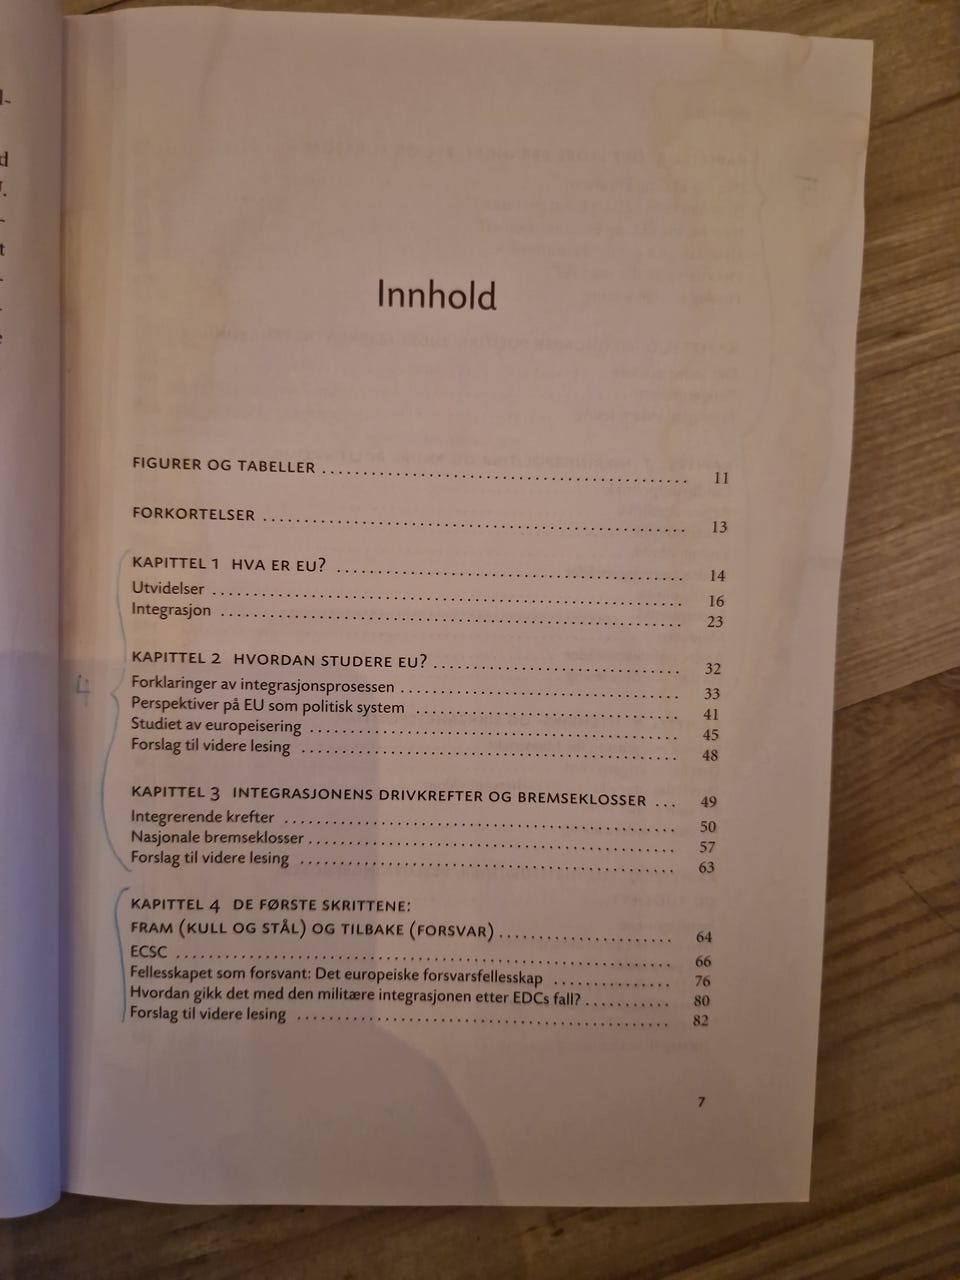 Innhold
FIGURER OG TABELLER ........................................ 11
FORKORTELSER ........................................ 13
KAPITTEL 1 HVA ER EU? ........................................ 14
Utvidelser ........................................ 16
Integrasjon ........................................ 23
KAPITTEL 2 HVORDAN STUDERE EU? ........................................ 32
Forklaringer av integrasjonsprosessen ........................................ 33
Perspektiver på EU som politisk system ........................................ 41
Studiet av europeisering ........................................ 45
Forslag til videre lesing ........................................ 48
4
KAPITTEL 3 INTEGRASJONENS DRIVKREFTER OG BREMSEKLOSSER ... 49
Integrerende krefter ........................................ 50
Nasjonale bremseklosser ........................................ 57
Forslag til videre lesing ........................................ 63
KAPITTEL 4 DE FØRSTE SKRITTENE:
FRAM (KULL OG STÅL) OG TILBAKE (FORSVAR) .................... 64
ECSC ........................................ 66
Fellesskapet som forsvant: Det europeiske forsvarsfellesskap .............. 76
Hvordan gikk det med den militære integrasjonen etter EDCs fall? .......... 80
Forslag til videre lesing ........................................ 82
7